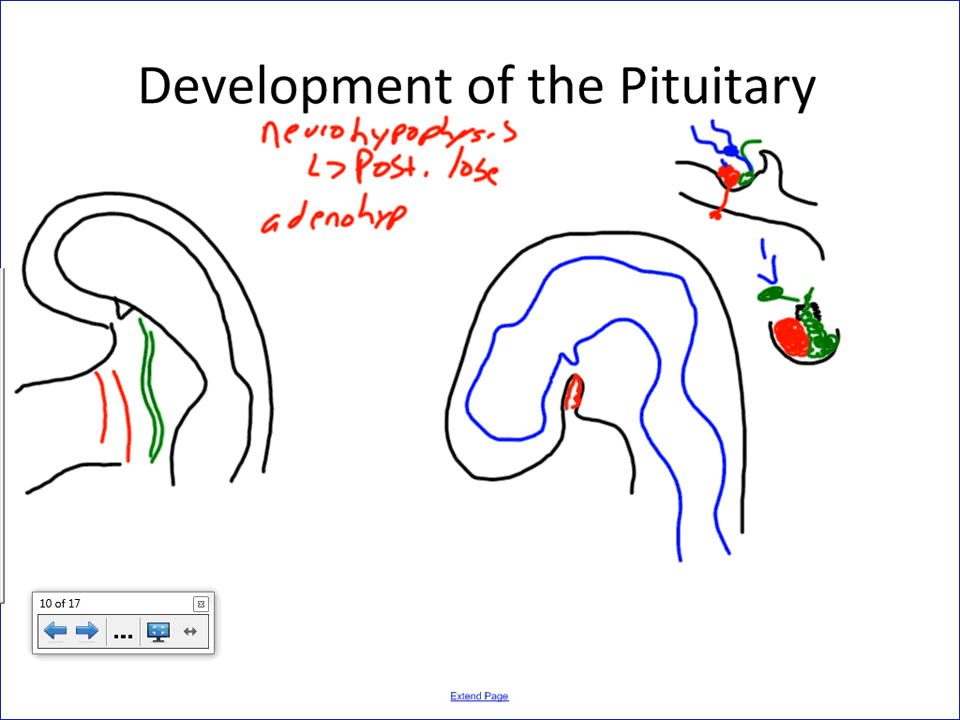 Development of the Pituitary
neurohypophysis
↳ Post. lobe
adenohyp
10 of 17
...
Extend Page